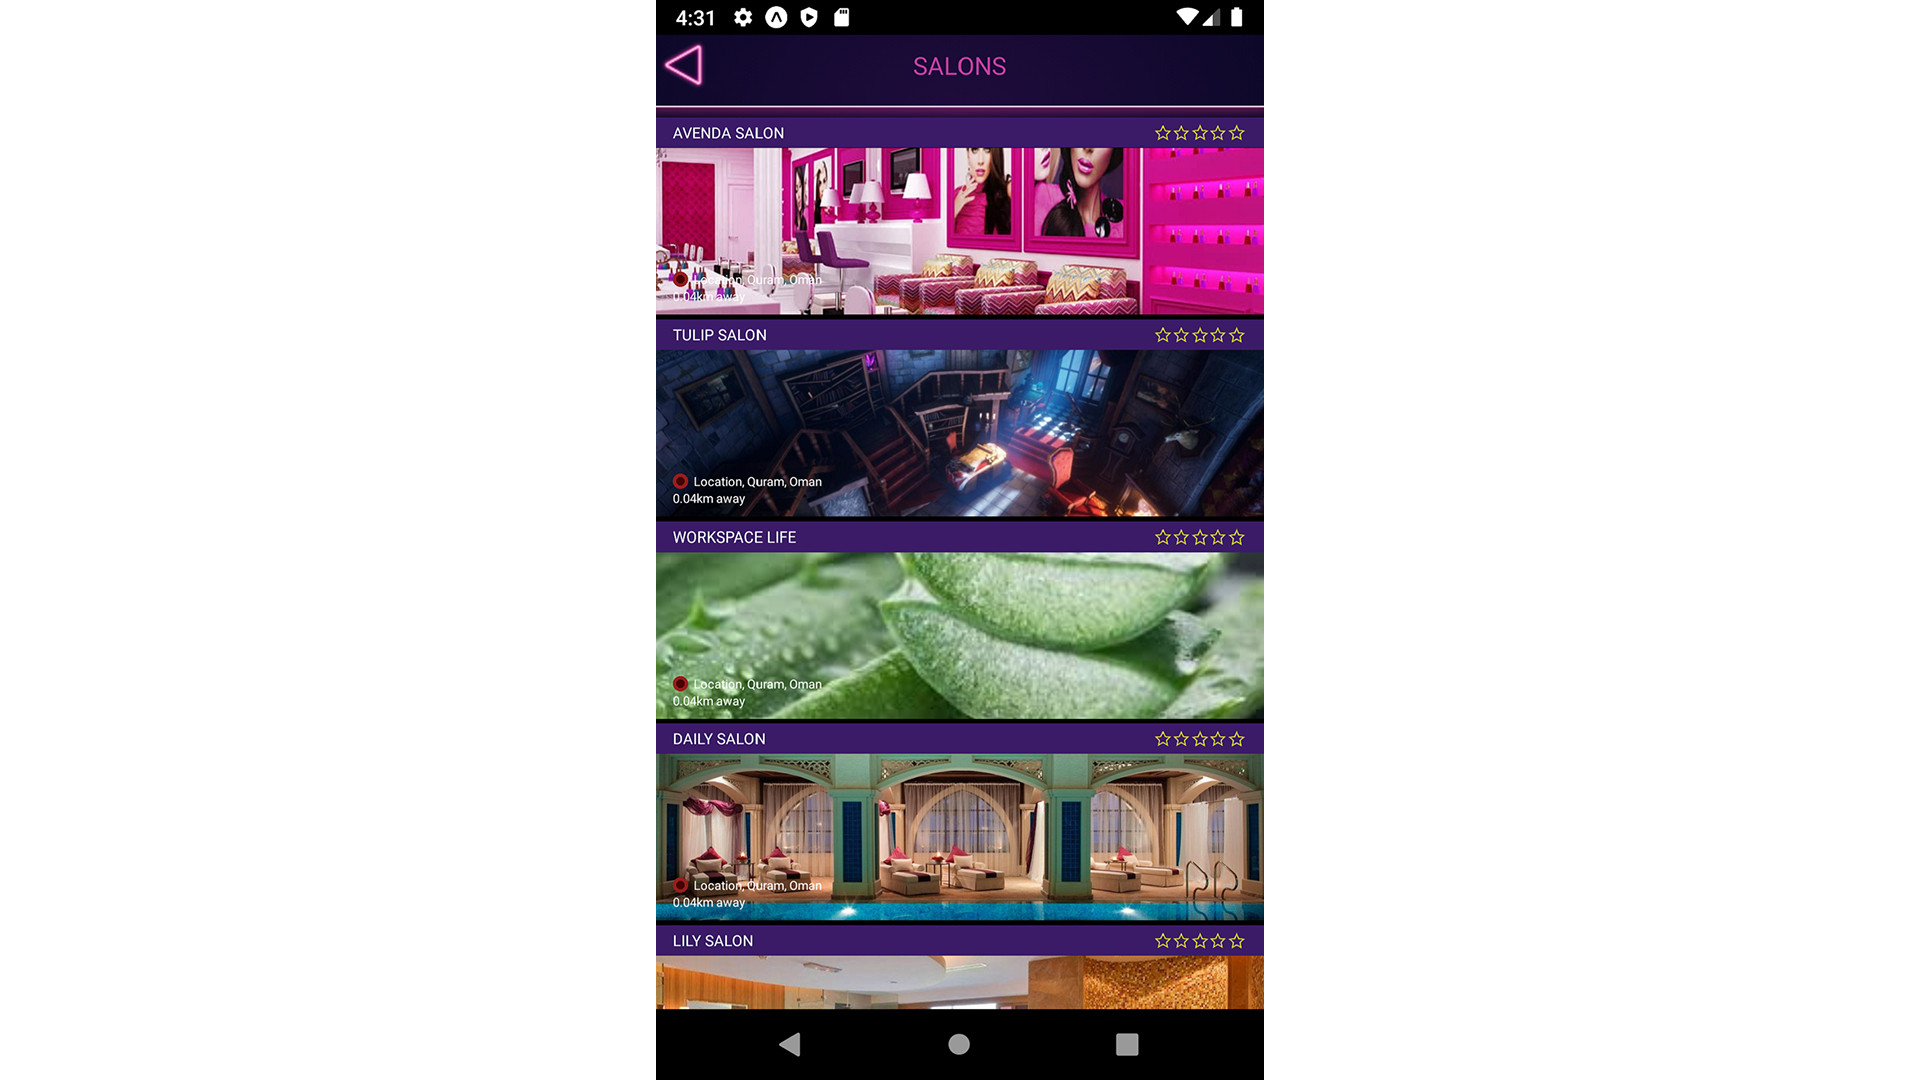 4:31
SALONS
AVENDA SALON
Location, Quram, Oman
0.04km away
TULIP SALON
Location, Quram, Oman
0.04km away
WORKSPACE LIFE
Location, Quram, Oman
0.04km away
DAILY SALON
Location, Quram, Oman
0.04km away
LILY SALON